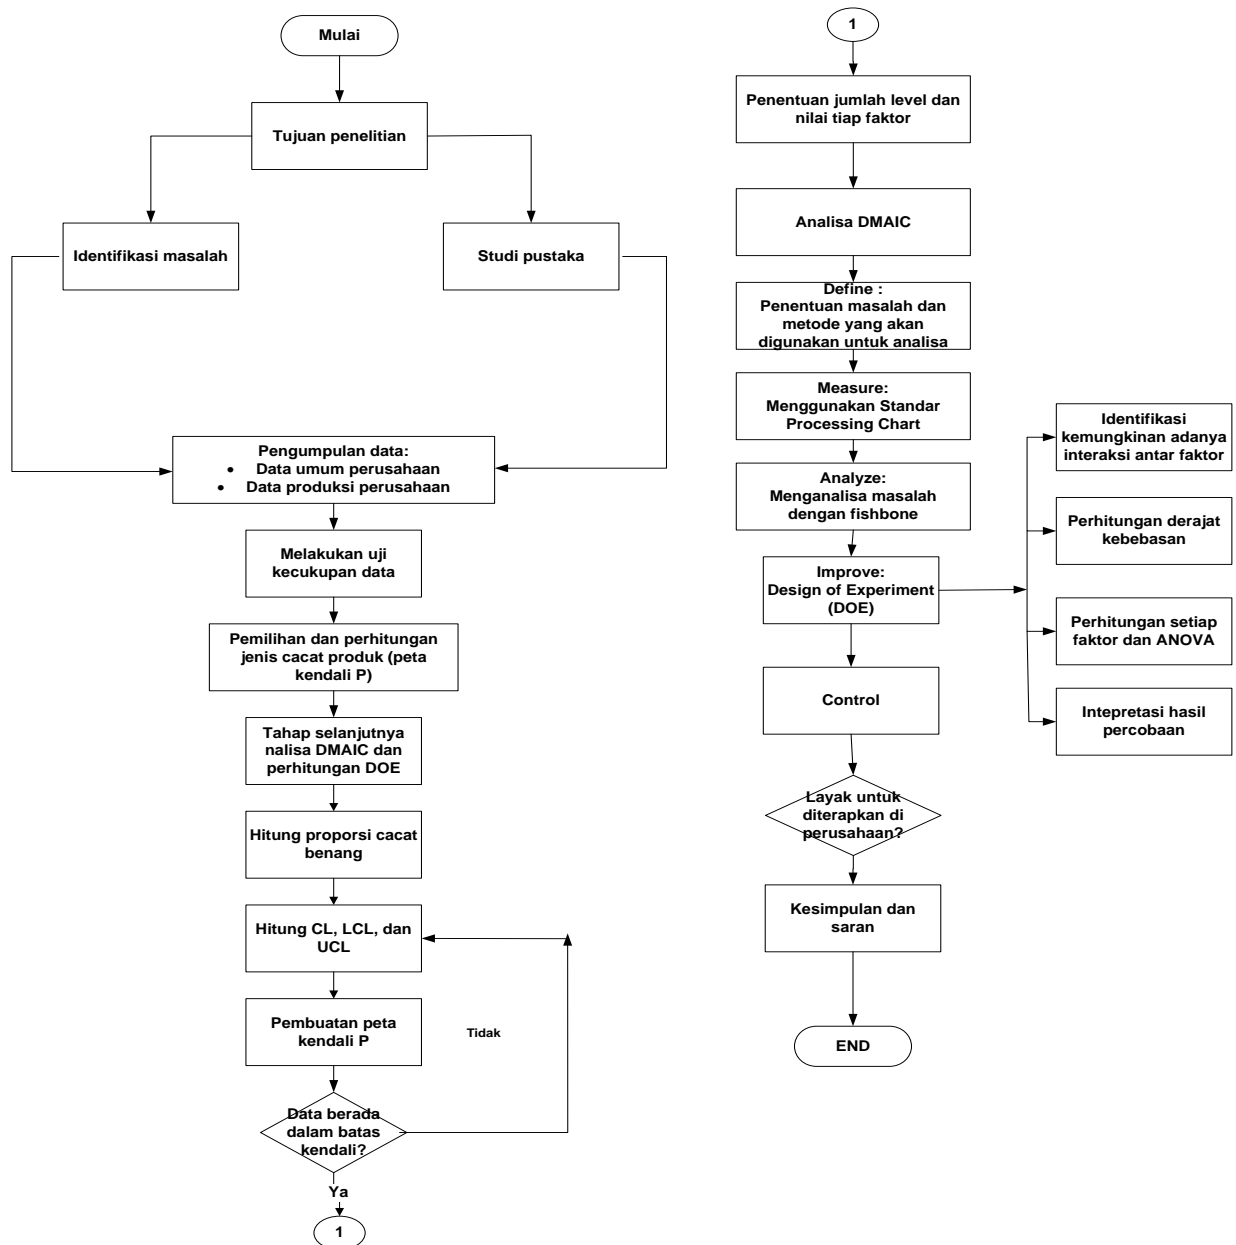 Mulai
Tujuan penelitian
Identifikasi masalah
Studi pustaka
Pengumpulan data:
• Data umum perusahaan
• Data produksi perusahaan
Melakukan uji
kecukupan data
Pemilihan dan perhitungan
jenis cacat produk (peta
kendali P)
Tahap selanjutnya
nalisa DMAIC dan
perhitungan DOE
Hitung proporsi cacat
benang
Hitung CL, LCL, dan
UCL
Pembuatan peta
kendali P
Tidak
Data berada
dalam batas
kendali?
Ya
1
1
Penentuan jumlah level dan
nilai tiap faktor
Analisa DMAIC
Define :
Penentuan masalah dan
metode yang akan
digunakan untuk analisa
Measure:
Menggunakan Standar
Processing Chart
Analyze:
Menganalisa masalah
dengan fishbone
Improve:
Design of Experiment
(DOE)
Identifikasi
kemungkinan adanya
interaksi antar faktor
Perhitungan derajat
kebebasan
Perhitungan setiap
faktor dan ANOVA
Intepretasi hasil
percobaan
Control
Layak untuk
diterapkan di
perusahaan?
Kesimpulan dan
saran
END